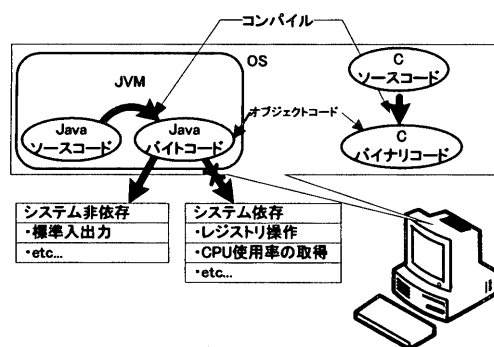 コンパイル
OS
JVM
Java
ソースコード
Java
バイトコード
オブジェクトコード
C
ソースコード
C
バイナリコード
システム非依存
・標準入出力
・etc...
システム依存
・レジストリ操作
・CPU使用率の取得
・etc...